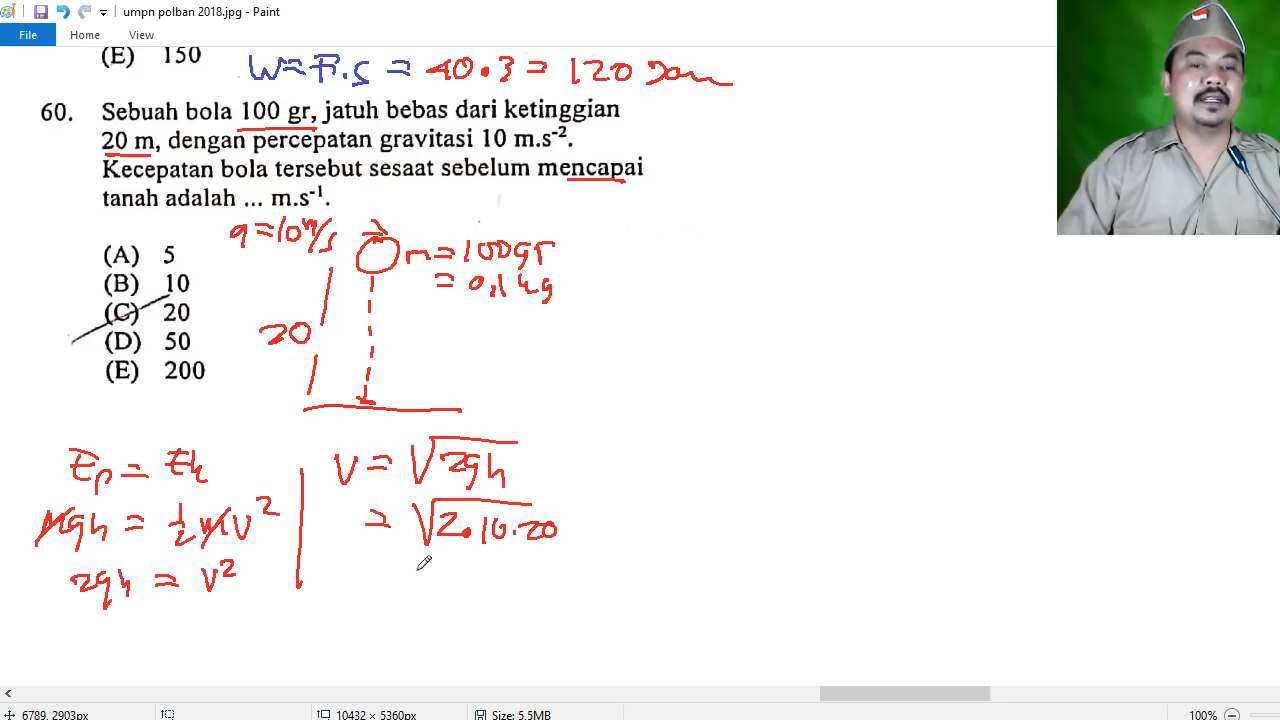 umpn polban 2018.jpg - Paint
File Home View
(E) 150
W = F.s = 40.3 = 120
60. Sebuah bola 100 gr, jatuh bebas dari ketinggian
20 m, dengan percepatan gravitasi 10 m.s⁻².
Kecepatan bola tersebut sesaat sebelum mencapai
tanah adalah ... m.s⁻¹.
g = 10 m/s
m = 100gr
= 0,1 kg
(A) 5
(B) 10
(C) 20
(D) 50
(E) 200
20
Ep = Ek
mgh = ½ mv²
2gh = v²
v = √2gh
= √2.10.20
6789, 2903px
10432 × 5360px
Size: 5.5MB
100%